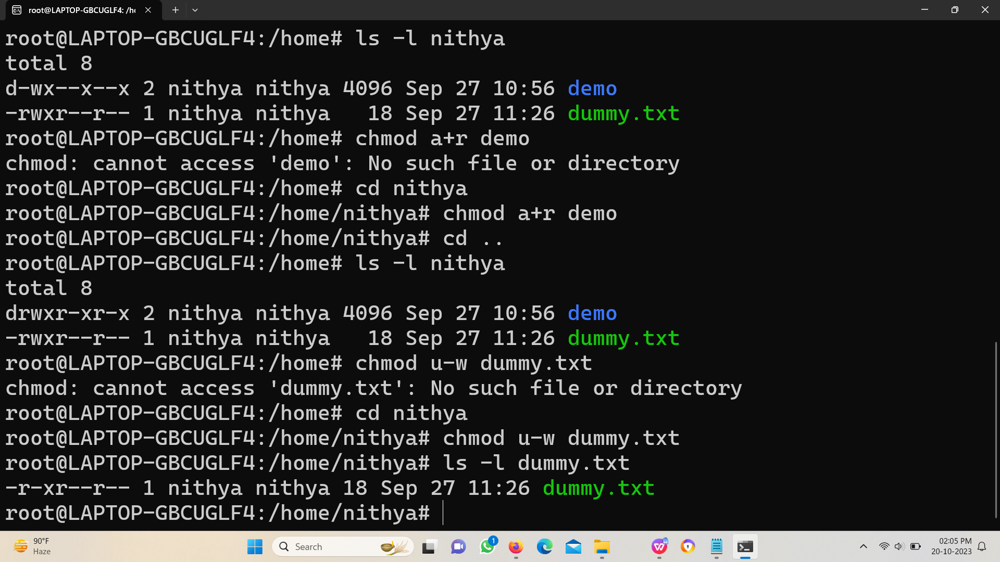 root@LAPTOP-GBCUGLF4: /h
root@LAPTOP-GBCUGLF4:/home# ls -l nithya
total 8
d-wx--x--x 2 nithya nithya 4096 Sep 27 10:56 demo
-rwxr--r-- 1 nithya nithya   18 Sep 27 11:26 dummy.txt
root@LAPTOP-GBCUGLF4:/home# chmod a+r demo
chmod: cannot access 'demo': No such file or directory
root@LAPTOP-GBCUGLF4:/home# cd nithya
root@LAPTOP-GBCUGLF4:/home/nithya# chmod a+r demo
root@LAPTOP-GBCUGLF4:/home/nithya# cd ..
root@LAPTOP-GBCUGLF4:/home# ls -l nithya
total 8
drwxr-xr-x 2 nithya nithya 4096 Sep 27 10:56 demo
-rwxr--r-- 1 nithya nithya   18 Sep 27 11:26 dummy.txt
root@LAPTOP-GBCUGLF4:/home# chmod u-w dummy.txt
chmod: cannot access 'dummy.txt': No such file or directory
root@LAPTOP-GBCUGLF4:/home# cd nithya
root@LAPTOP-GBCUGLF4:/home/nithya# chmod u-w dummy.txt
root@LAPTOP-GBCUGLF4:/home/nithya# ls -l dummy.txt
-r-xr--r-- 1 nithya nithya 18 Sep 27 11:26 dummy.txt
root@LAPTOP-GBCUGLF4:/home/nithya#
90°F
Haze
Search
1
02:05 PM
20-10-2023